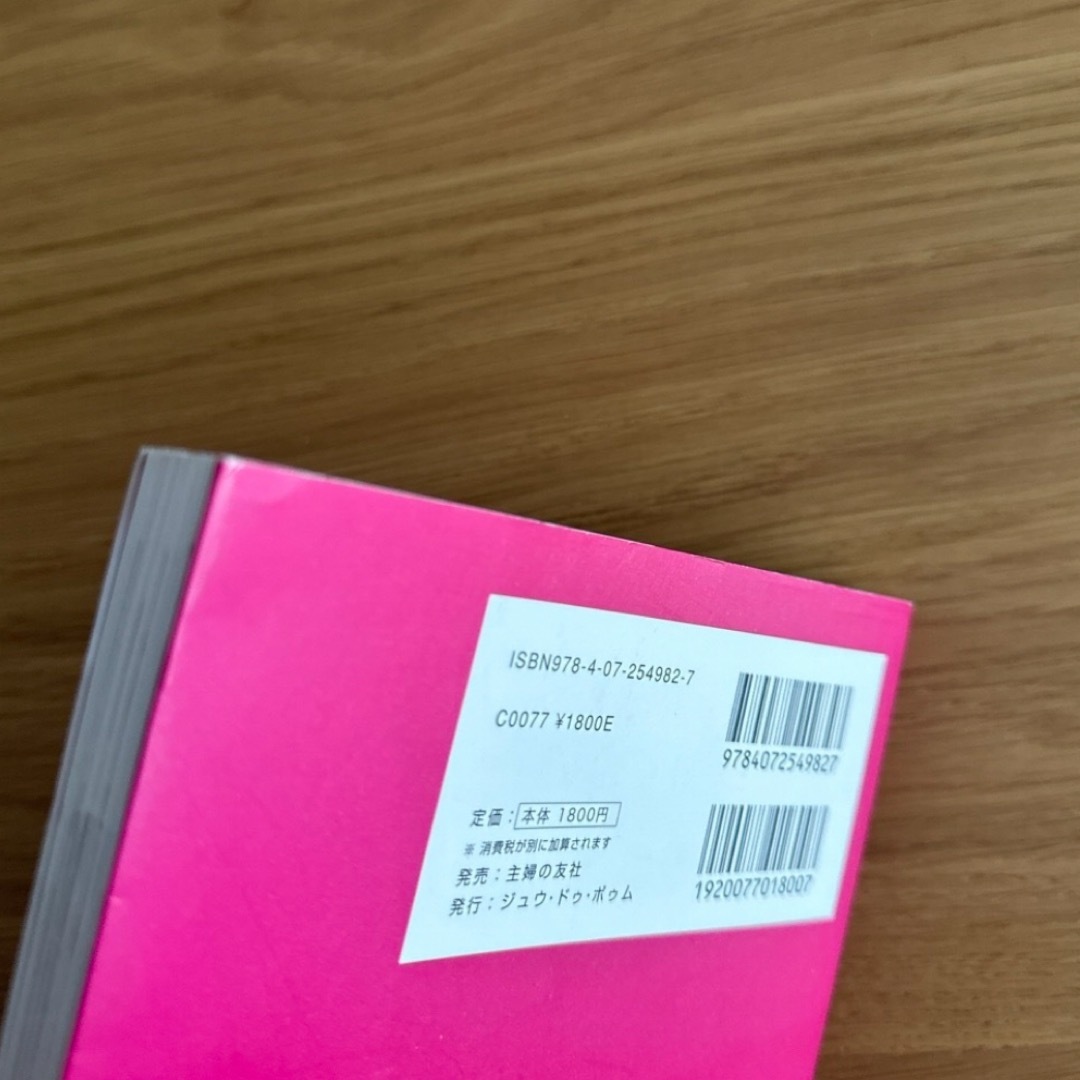 ISBN978-4-07-254982-7
C0077 ¥1800E
9784072549827
定価：本体 1800円
※ 消費税が別に加算されます
発売：主婦の友社
発行：ジュウ・ドゥ・ポゥム
1920077018007